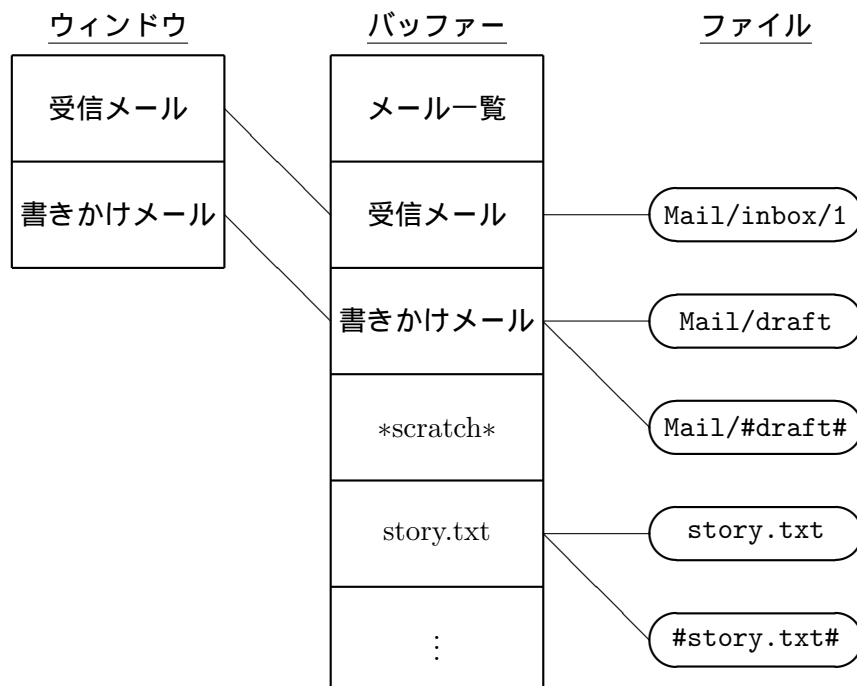 ウィンドウ
バッファー
ファイル
受信メール
メール一覧
書きかけメール
受信メール
Mail/inbox/1
書きかけメール
Mail/draft
*scratch*
Mail/#draft#
story.txt
story.txt
⋮
#story.txt#